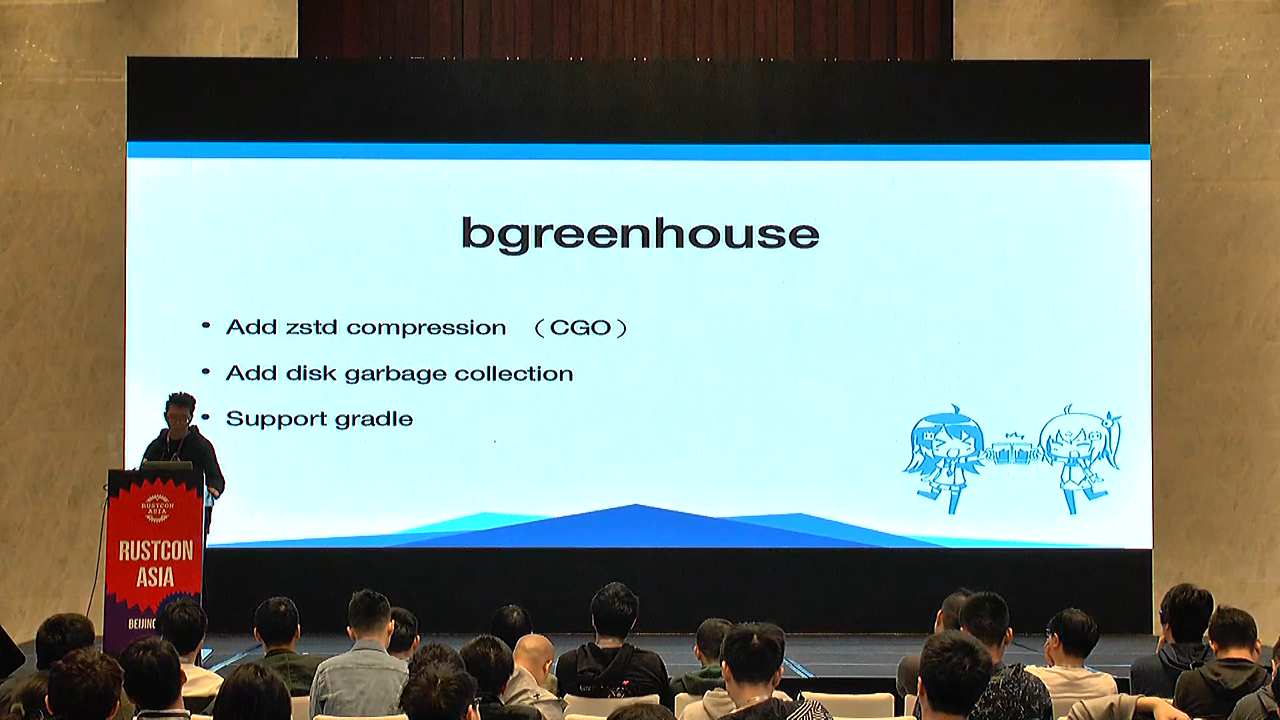 bgreenhouse
• Add zstd compression （CGO）
• Add disk garbage collection
• Support gradle
RUSTCON
ASIA
RUSTCON
ASIA
BEIJING